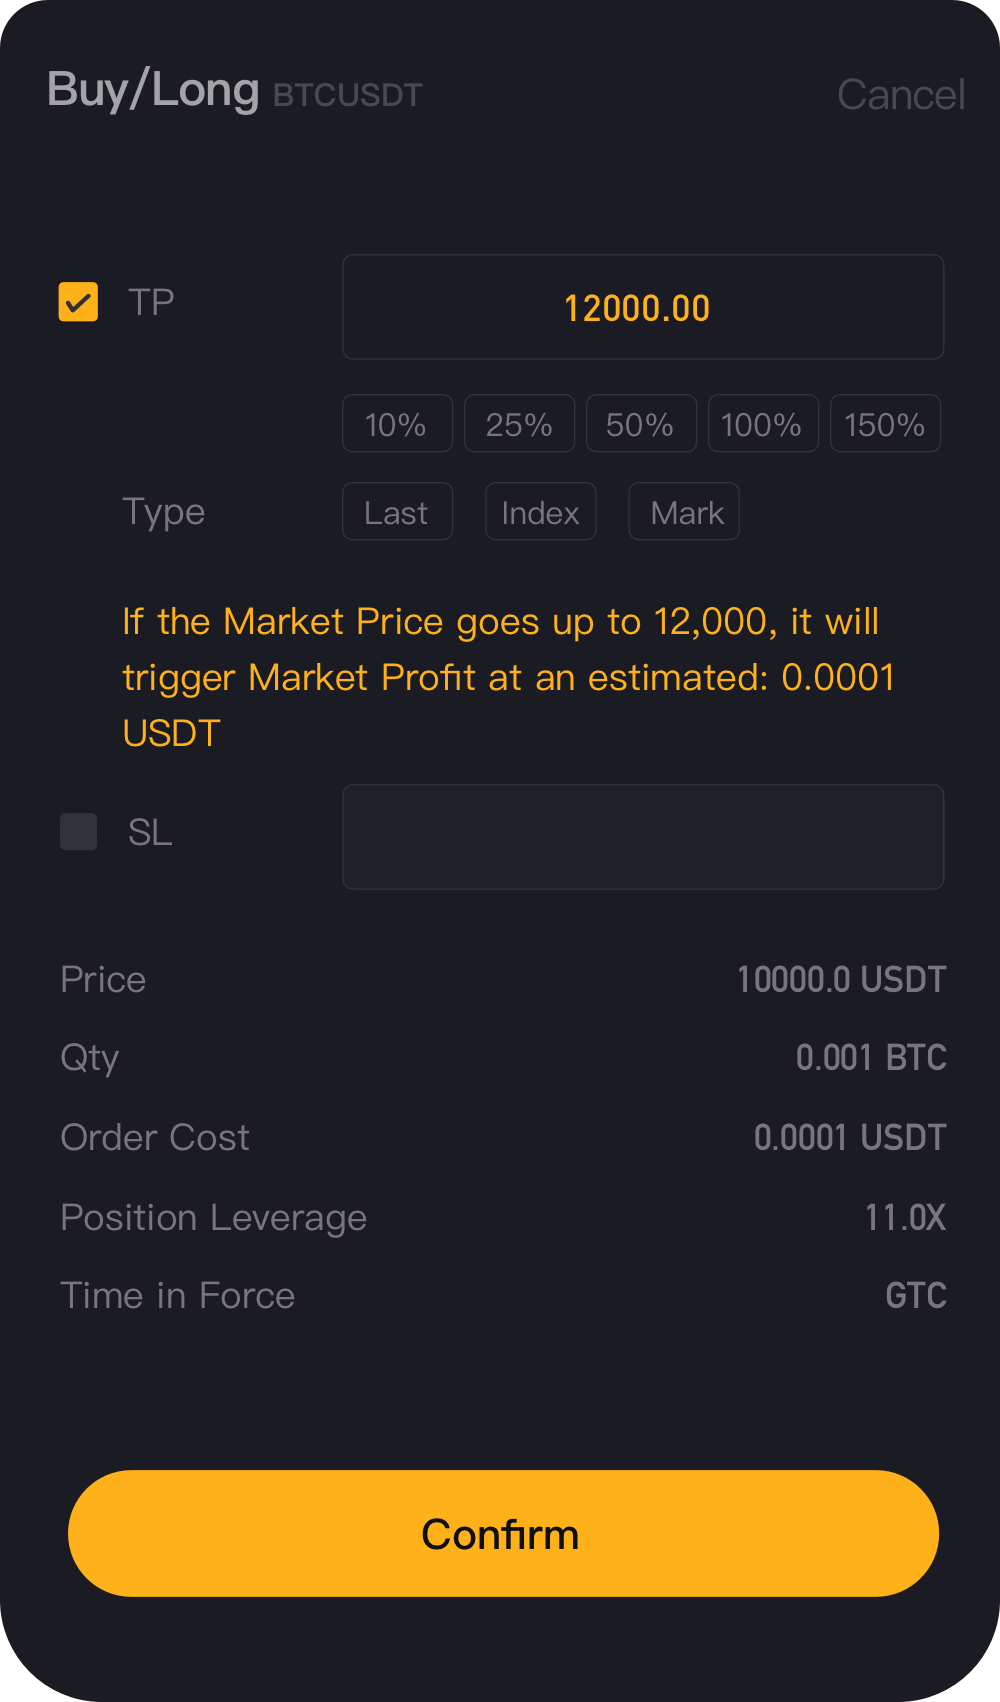 Buy/Long BTCUSDT Cancel
TP 12000.00
10% 25% 50% 100% 150%
Type Last Index Mark
If the Market Price goes up to 12,000, it will
trigger Market Profit at an estimated: 0.0001
USDT
SL
Price 10000.0 USDT
Qty 0.001 BTC
Order Cost 0.0001 USDT
Position Leverage 11.0X
Time in Force GTC
Confirm